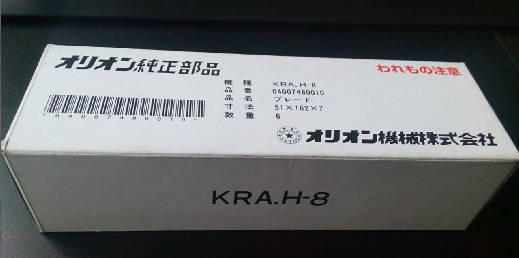 オリオン純正部品
われもの注意
機種 KRA.H-8
品番 04007480010
品名 ブレード
寸法 51×162×7
数量 6
*04007480010*
オリオン機械株式会社
KRA.H-8